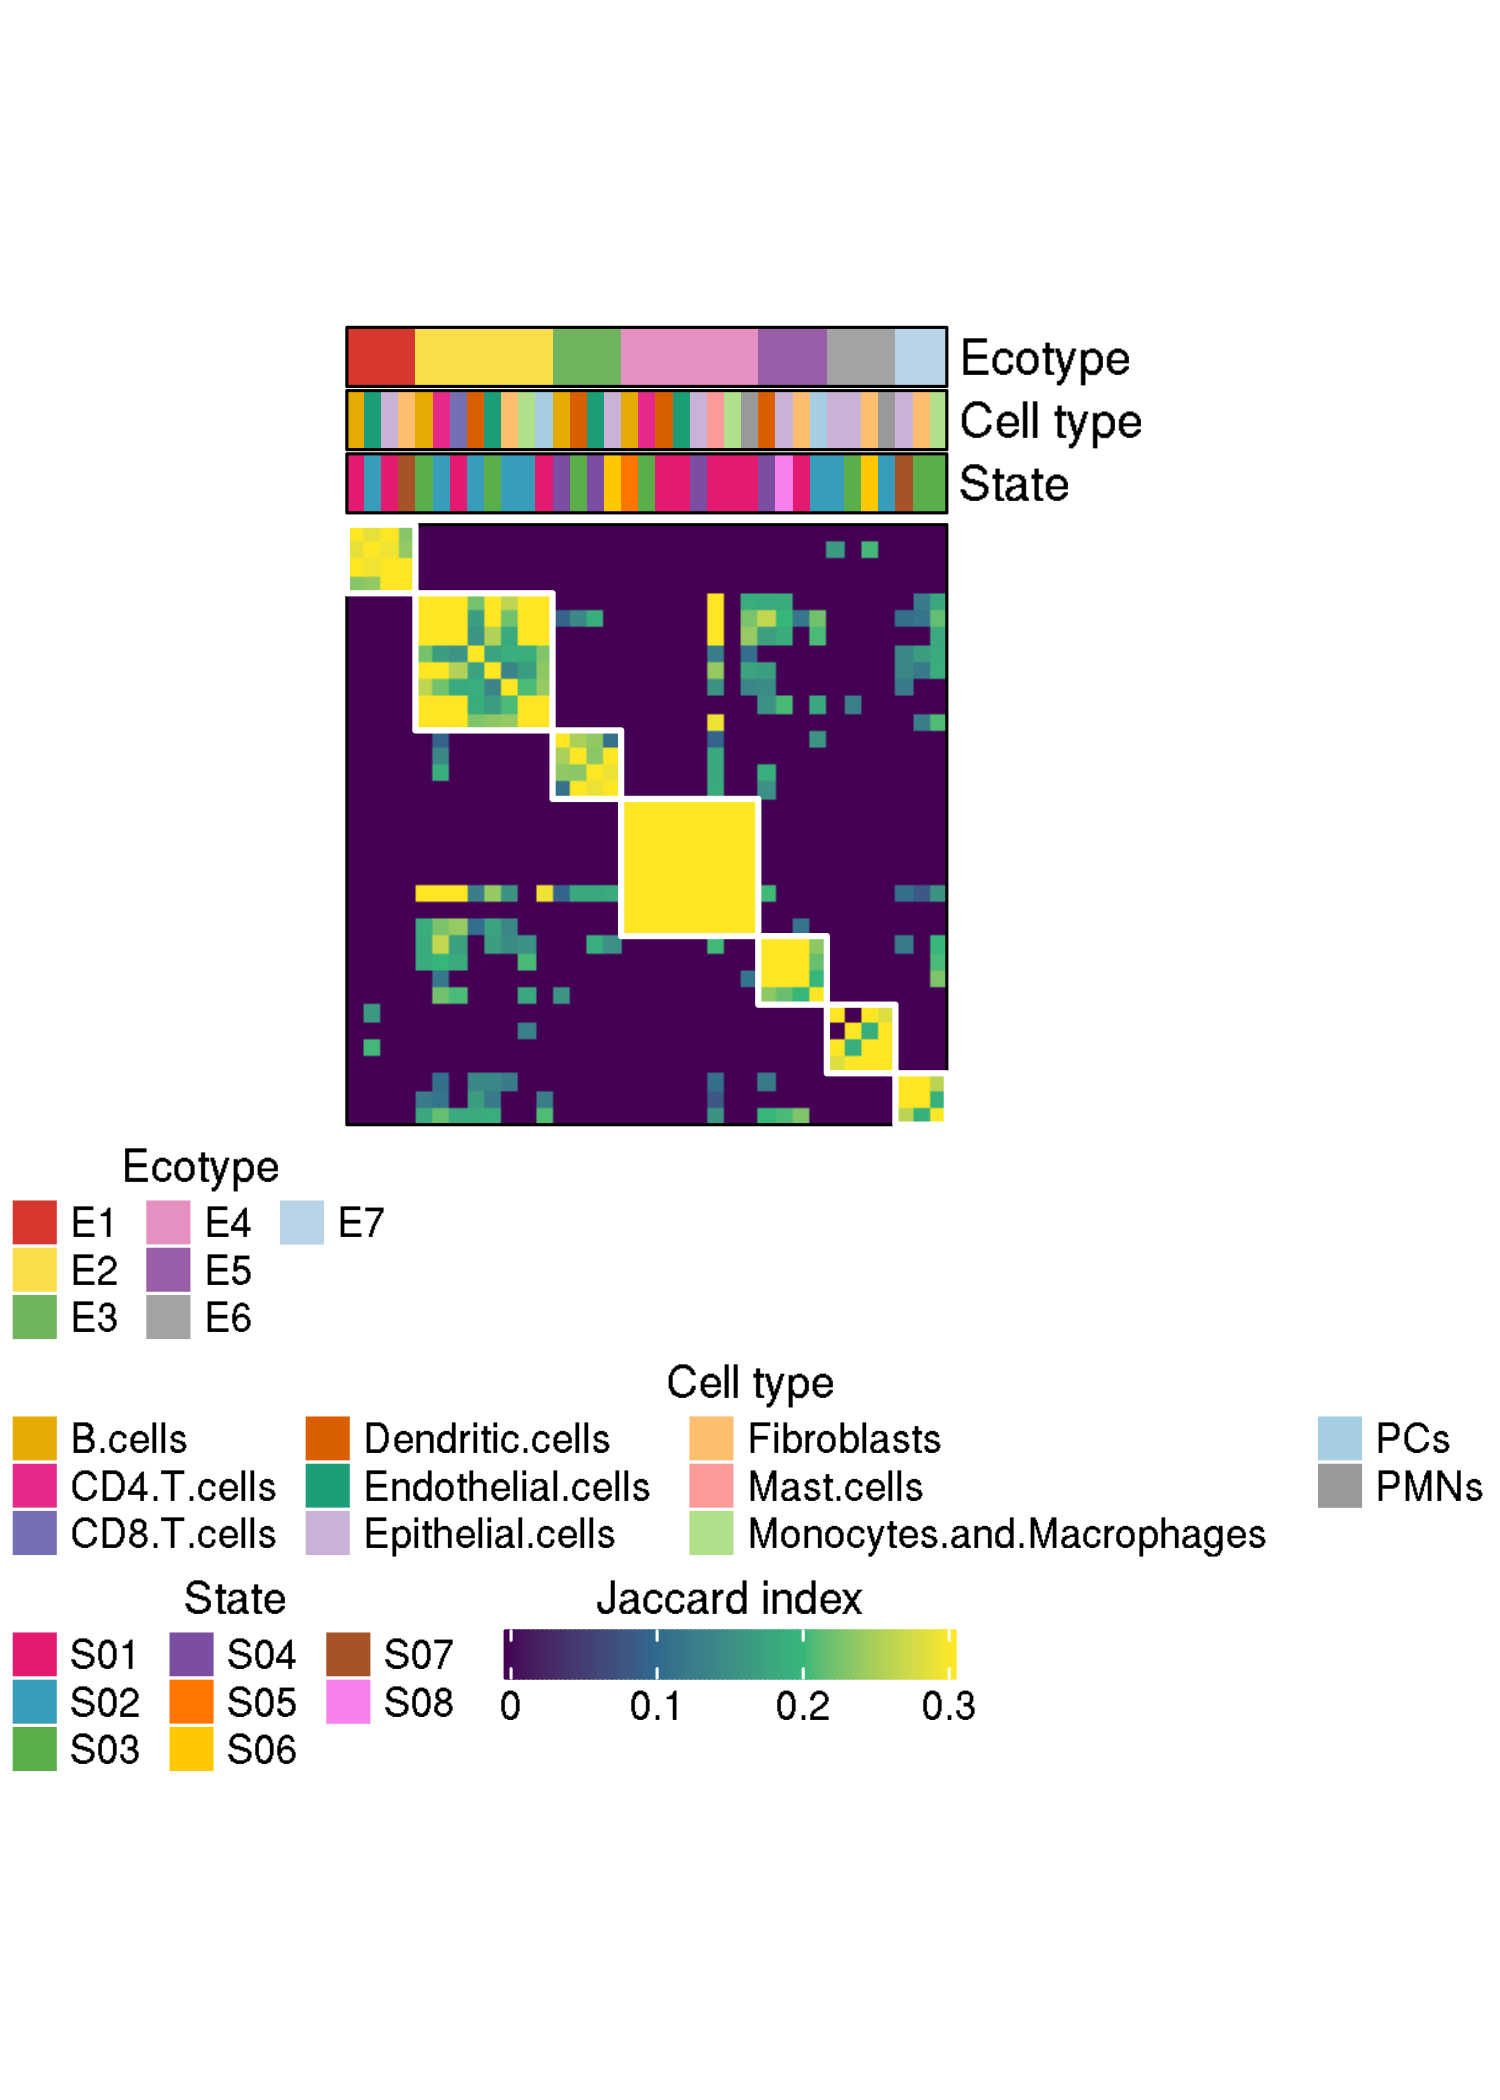 Ecotype
Cell type
State
Ecotype
E1 E4 E7
E2 E5
E3 E6
Cell type
B.cells Dendritic.cells Fibroblasts PCs
CD4.T.cells Endothelial.cells Mast.cells PMNs
CD8.T.cells Epithelial.cells Monocytes.and.Macrophages
State Jaccard index
S01 S04 S07
S02 S05 S08 0 0.1 0.2 0.3
S03 S06